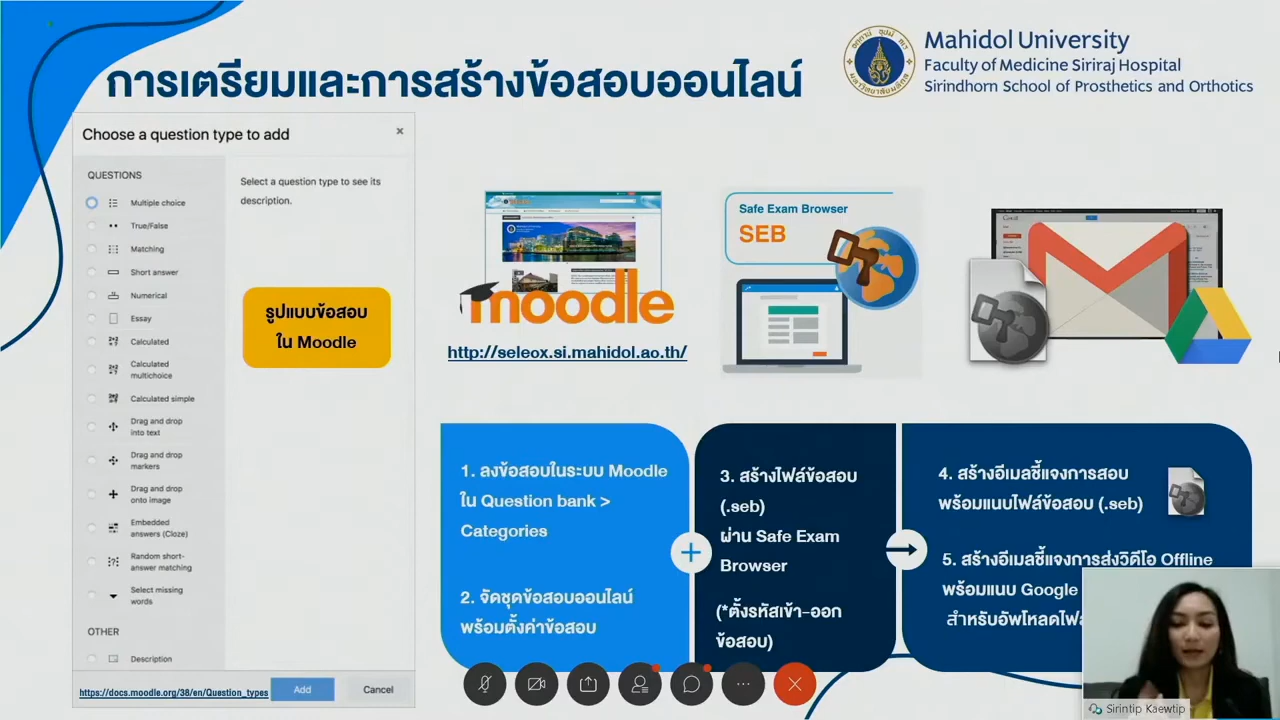 การเตรียมและการสร้างข้อสอบออนไลน์
Mahidol University
Faculty of Medicine Siriraj Hospital
Sirindhorn School of Prosthetics and Orthotics
Choose a question type to add
×
QUESTIONS
Multiple choice
True/False
Matching
Short answer
Numerical
Essay
Calculated
Calculated
multichoice
Calculated simple
Drag and drop
into text
Drag and drop
markers
Drag and drop
onto image
Embedded
answers (Cloze)
Random short-
answer matching
Select missing
words
OTHER
Description
Select a question type to see its
description.
รูปแบบข้อสอบ
ใน Moodle
https://docs.moodle.org/38/en/Question_types
Add
Cancel
moodle
http://seleox.si.mahidol.ao.th/
Safe Exam Browser
SEB
1. ลงข้อสอบในระบบ Moodle
ใน Question bank >
Categories
2. จัดชุดข้อสอบออนไลน์
พร้อมตั้งค่าข้อสอบ
3. สร้างไฟล์ข้อสอบ
(.seb)
ผ่าน Safe Exam
Browser
(*ตั้งรหัสเข้า-ออก
ข้อสอบ)
4. สร้างอีเมลชี้แจงการสอบ
พร้อมแนบไฟล์ข้อสอบ (.seb)
5. สร้างอีเมลชี้แจงการส่งวิดีโอ Offline
พร้อมแนบ Google
สำหรับอัพโหลดไฟล
Sirintip Kaewtip